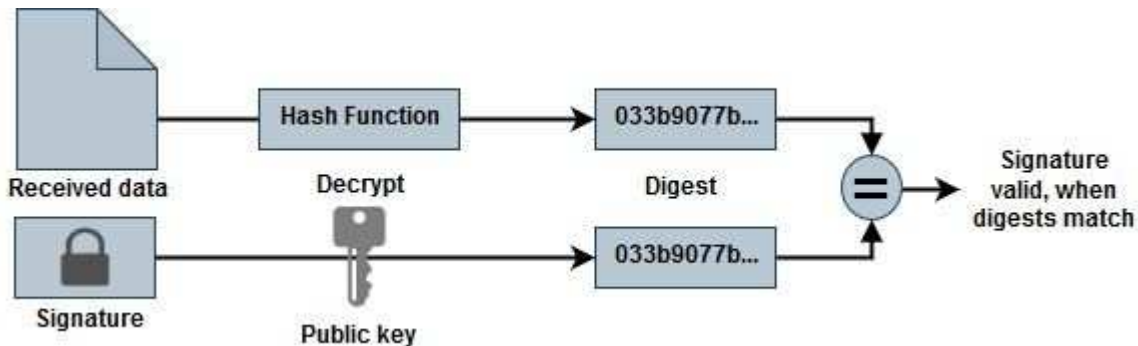 Hash Function
033b9077b...
Received data
Decrypt
Digest
=
Signature
valid, when
digests match
033b9077b...
Signature
Public key